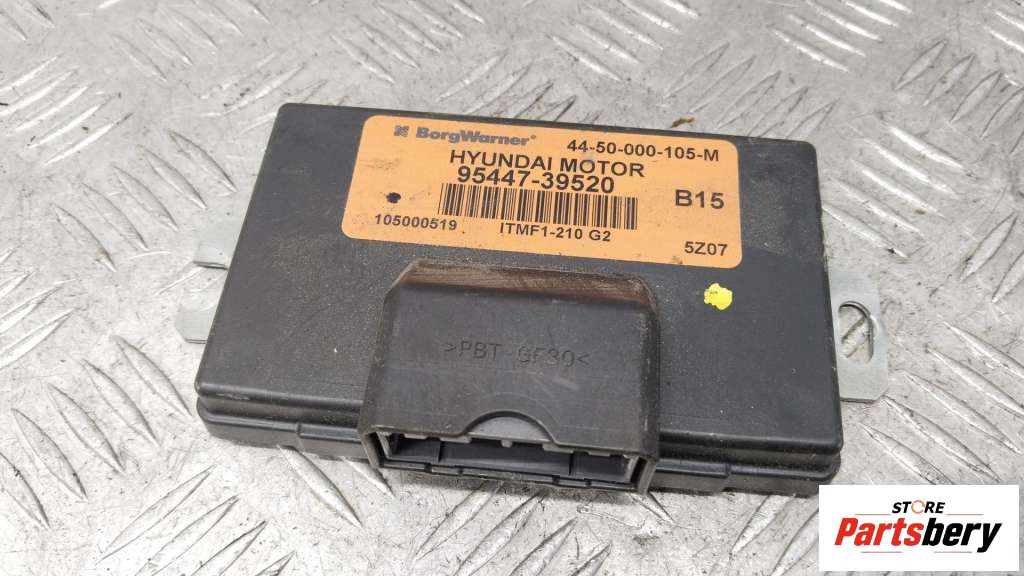 BorgWarner®
44-50-000-105-M
HYUNDAI MOTOR
95447-39520
B15
105000519
ITMF1-210 G2
5Z07
>PBT GF30<
STORE
Partsbery